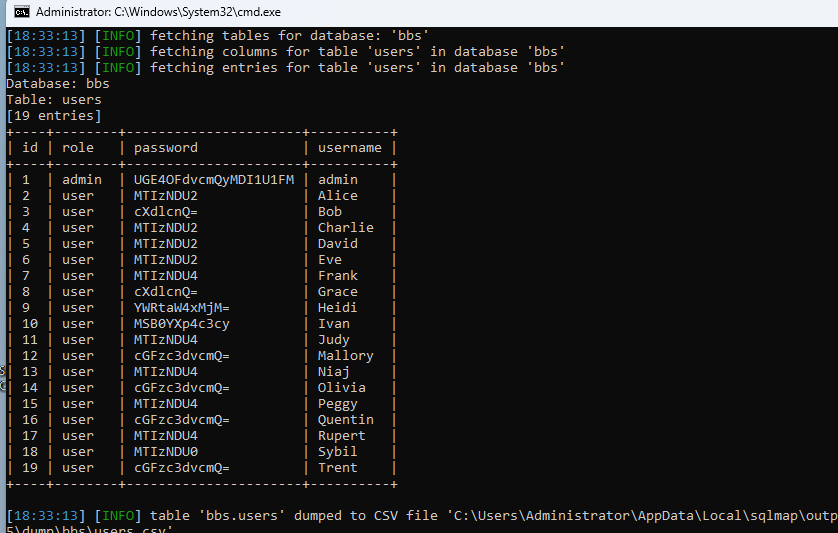 Administrator: C:\Windows\System32\cmd.exe
[18:33:13] [INFO] fetching tables for database: 'bbs'
[18:33:13] [INFO] fetching columns for table 'users' in database 'bbs'
[18:33:13] [INFO] fetching entries for table 'users' in database 'bbs'
Database: bbs
Table: users
[19 entries]
+----+-------+----------------------+----------+
| id | role  | password             | username |
+----+-------+----------------------+----------+
| 1  | admin | UGE4OFdvcmQyMDI1U1FM | admin    |
| 2  | user  | MTIzNDU2             | Alice    |
| 3  | user  | cXdlcnQ=             | Bob      |
| 4  | user  | MTIzNDU2             | Charlie  |
| 5  | user  | MTIzNDU2             | David    |
| 6  | user  | MTIzNDU2             | Eve      |
| 7  | user  | MTIzNDU4             | Frank    |
| 8  | user  | cXdlcnQ=             | Grace    |
| 9  | user  | YWRtaW4xMjM=         | Heidi    |
| 10 | user  | MSB0YXp4c3cy         | Ivan     |
| 11 | user  | MTIzNDU4             | Judy     |
| 12 | user  | cGFzc3dvcmQ=         | Mallory  |
| 13 | user  | MTIzNDU4             | Niaj     |
| 14 | user  | cGFzc3dvcmQ=         | Olivia   |
| 15 | user  | MTIzNDU4             | Peggy    |
| 16 | user  | cGFzc3dvcmQ=         | Quentin  |
| 17 | user  | MTIzNDU4             | Rupert   |
| 18 | user  | MTIzNDU0             | Sybil    |
| 19 | user  | cGFzc3dvcmQ=         | Trent    |
+----+-------+----------------------+----------+
[18:33:13] [INFO] table 'bbs.users' dumped to CSV file 'C:\Users\Administrator\AppData\Local\sqlmap\outp
5\dump\bbs\users.csv'